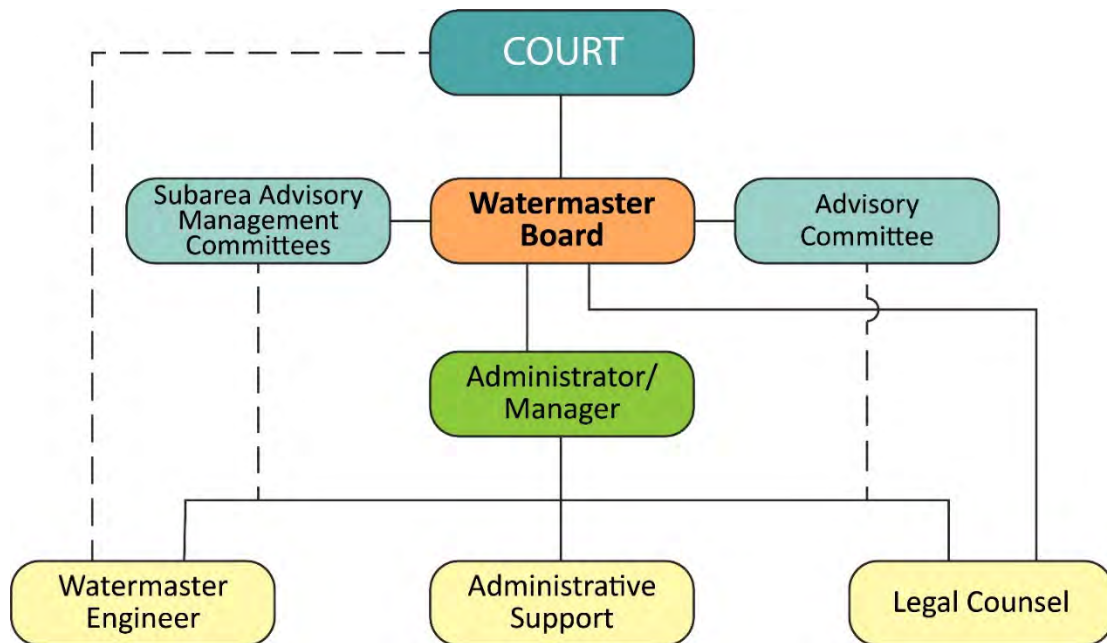 COURT
Subarea Advisory
Management
Committees
Watermaster
Board
Advisory
Committee
Administrator/
Manager
Watermaster
Engineer
Administrative
Support
Legal Counsel